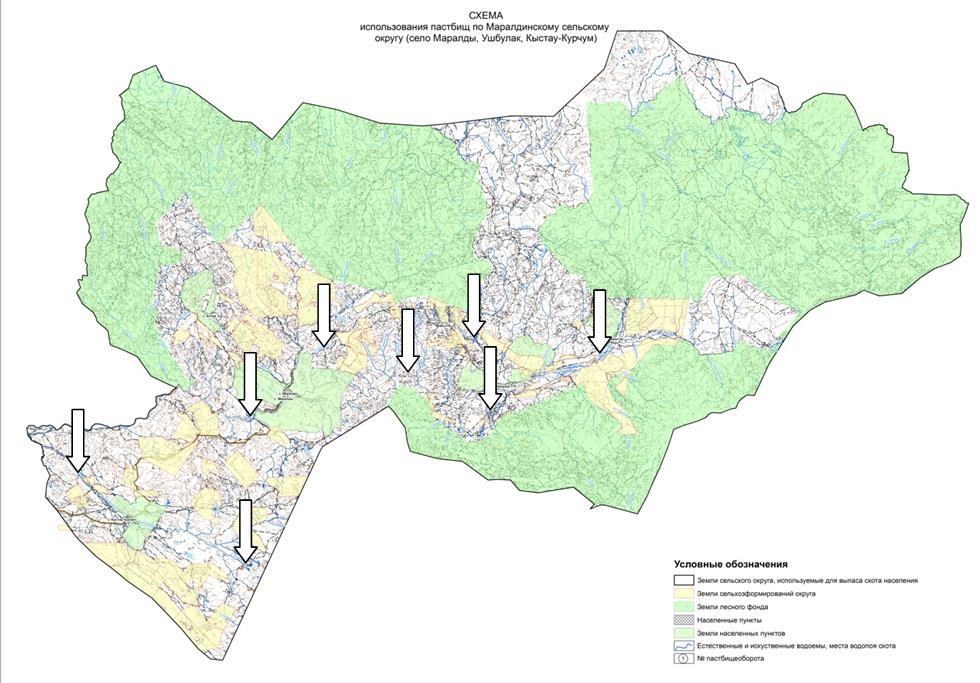 СХЕМА
использования пастбищ по Маралдинскому сельскому
округу (село Маралды, Ушбулак, Кыстау-Курчум)
Условные обозначения
Земли сельского округа, используемые для выпаса скота населения
Земли сельхозформирований округа
Земли лесного фонда
Населенные пункты
Земли населенных пунктов
Естественные и искуственные водоемы, места водопоя скота
1 № пастбищеоборота